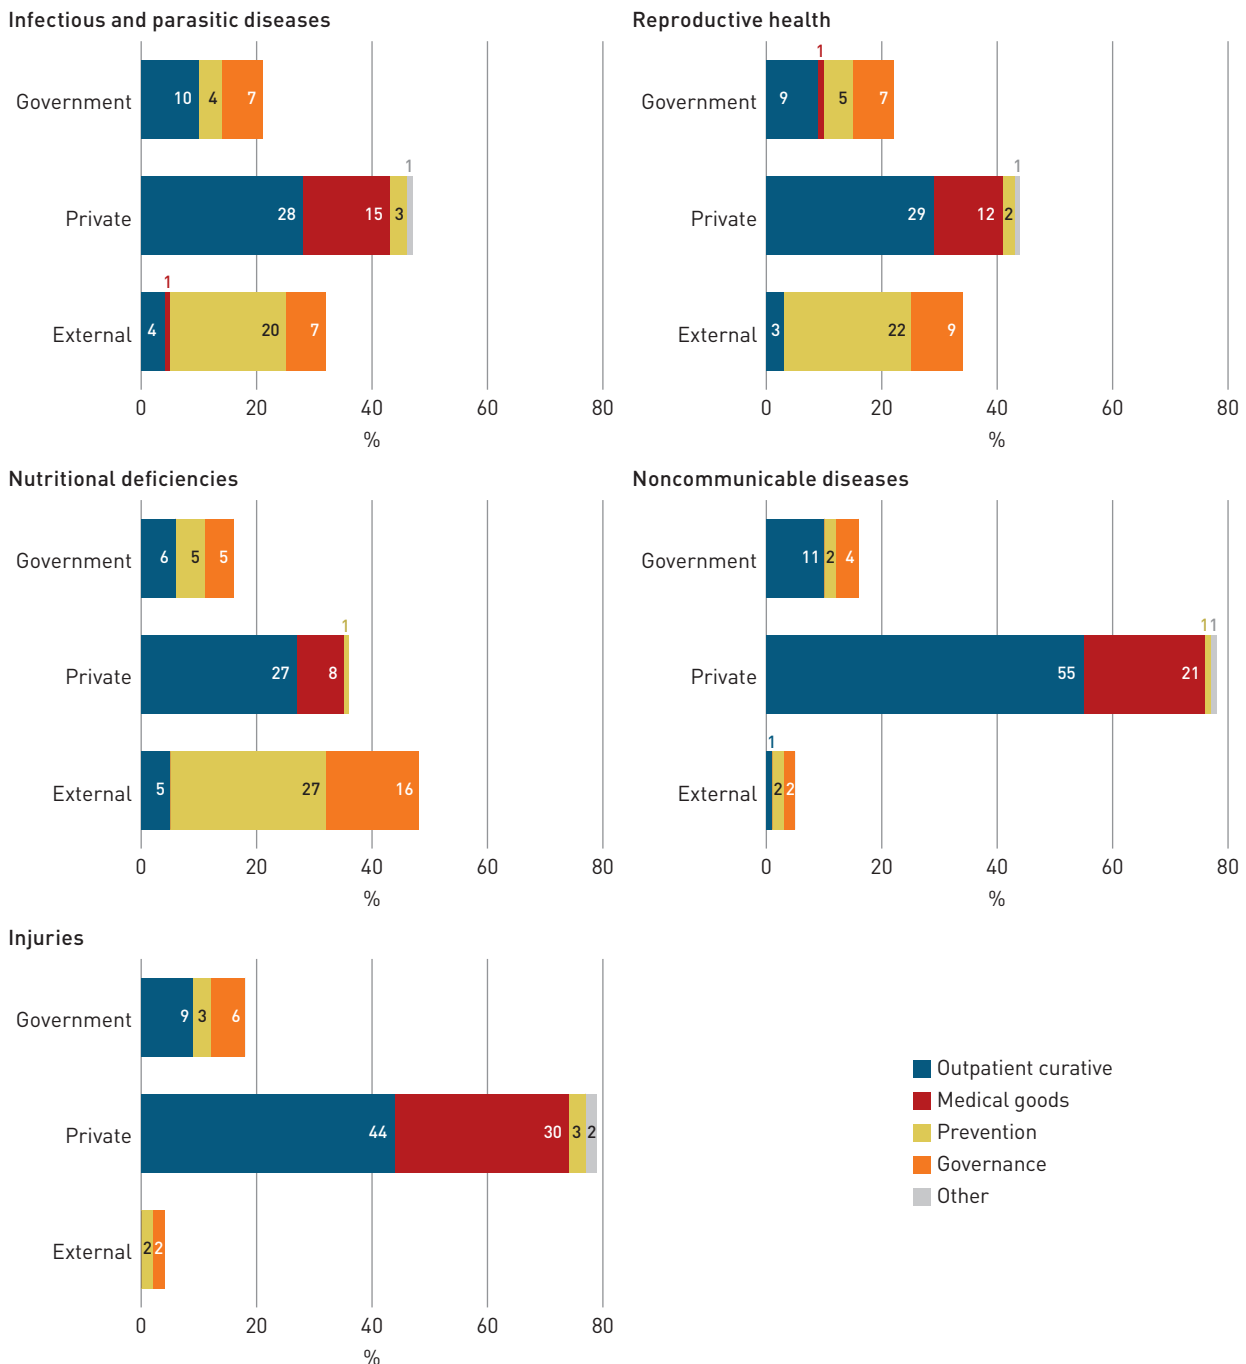 Infectious and parasitic diseases
Government 10 4 7
1
Private 28 15 3
1
External 4 20 7
0 20 40 60 80
%
Reproductive health
1
Government 9 5 7
1
Private 29 12 2
External 3 22 9
0 20 40 60 80
%
Nutritional deficiencies
Government 6 5 5
1
Private 27 8
External 5 27 16
0 20 40 60 80
%
Noncommunicable diseases
Government 11 2 4
1 1
Private 55 21
1
External 2 2
0 20 40 60 80
%
Injuries
Government 9 3 6
Private 44 30 3 2
External 2 2
0 20 40 60 80
%
Outpatient curative
Medical goods
Prevention
Governance
Other